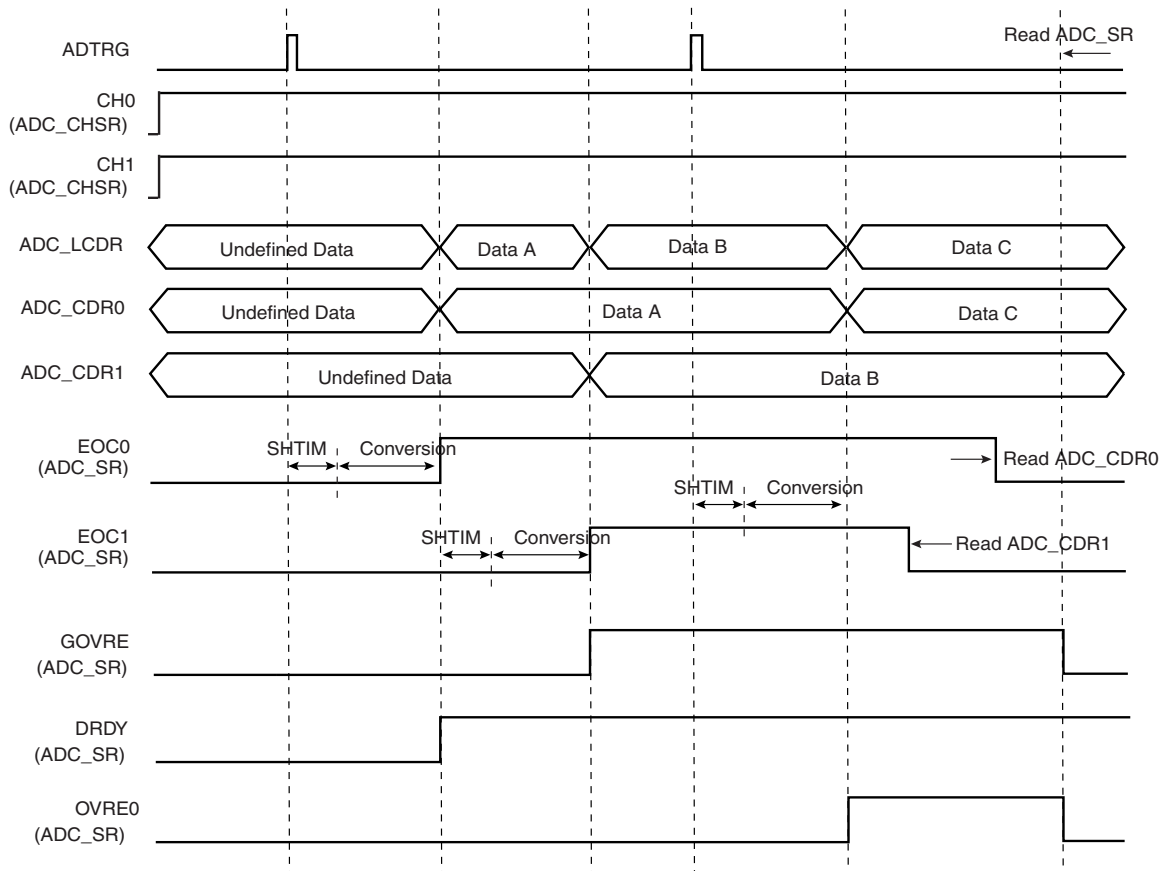 Read ADC_SR
ADTRG
CH0
(ADC_CHSR)
CH1
(ADC_CHSR)
ADC_LCDR
Undefined Data
Data A
Data B
Data C
ADC_CDR0
Undefined Data
Data A
Data C
ADC_CDR1
Undefined Data
Data B
EOC0
(ADC_SR)
SHTIM
Conversion
Read ADC_CDR0
SHTIM
Conversion
EOC1
(ADC_SR)
SHTIM
Conversion
Read ADC_CDR1
GOVRE
(ADC_SR)
DRDY
(ADC_SR)
OVRE0
(ADC_SR)